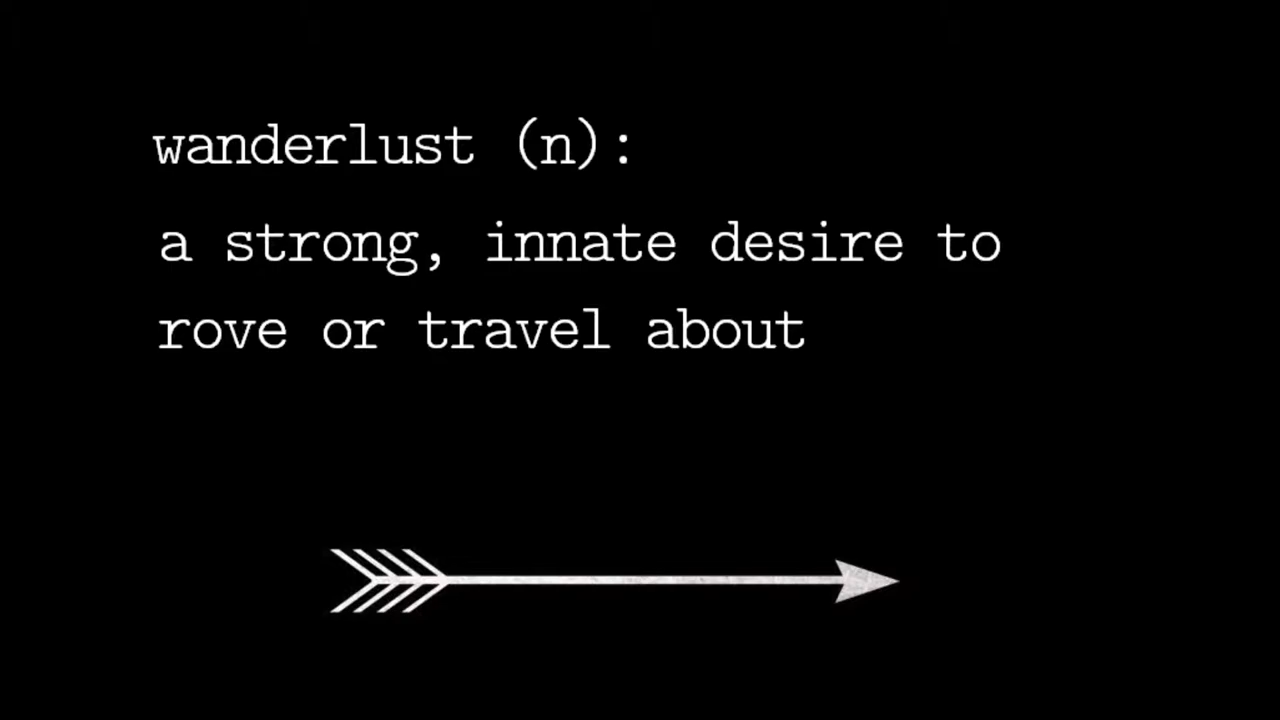 wanderlust (n):
a strong, innate desire to
rove or travel about